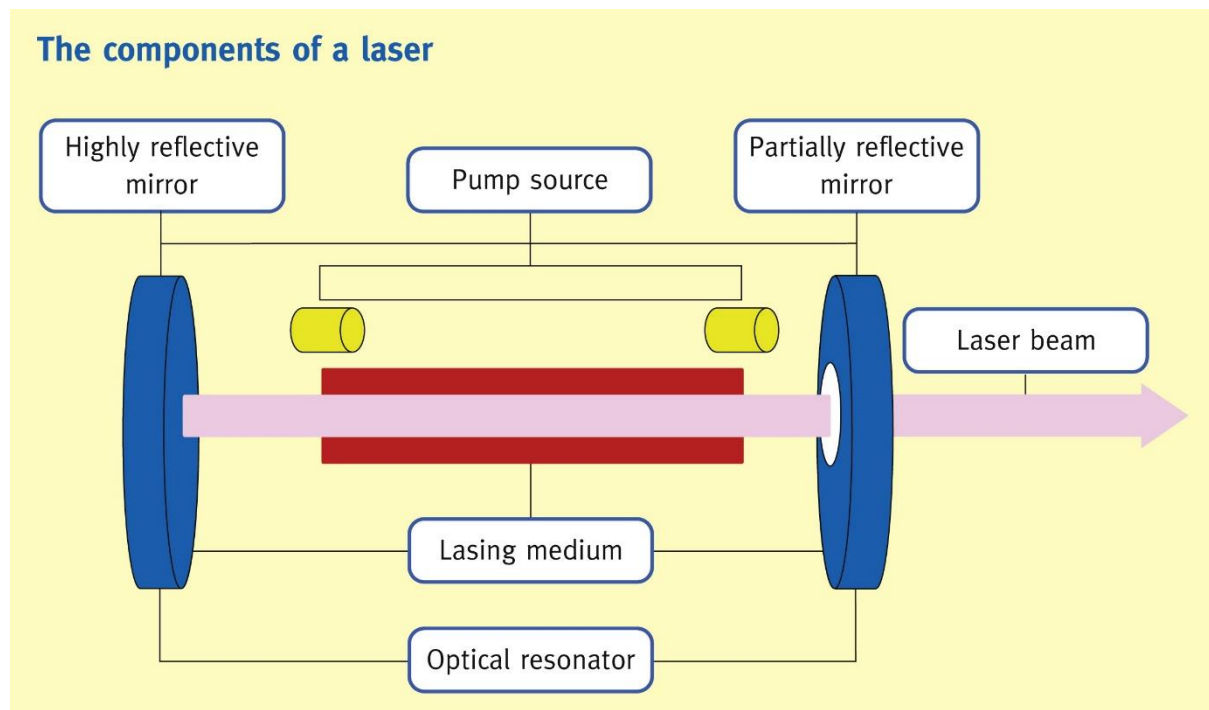 The components of a laser
Highly reflective
mirror
Pump source
Partially reflective
mirror
Laser beam
Lasing medium
Optical resonator